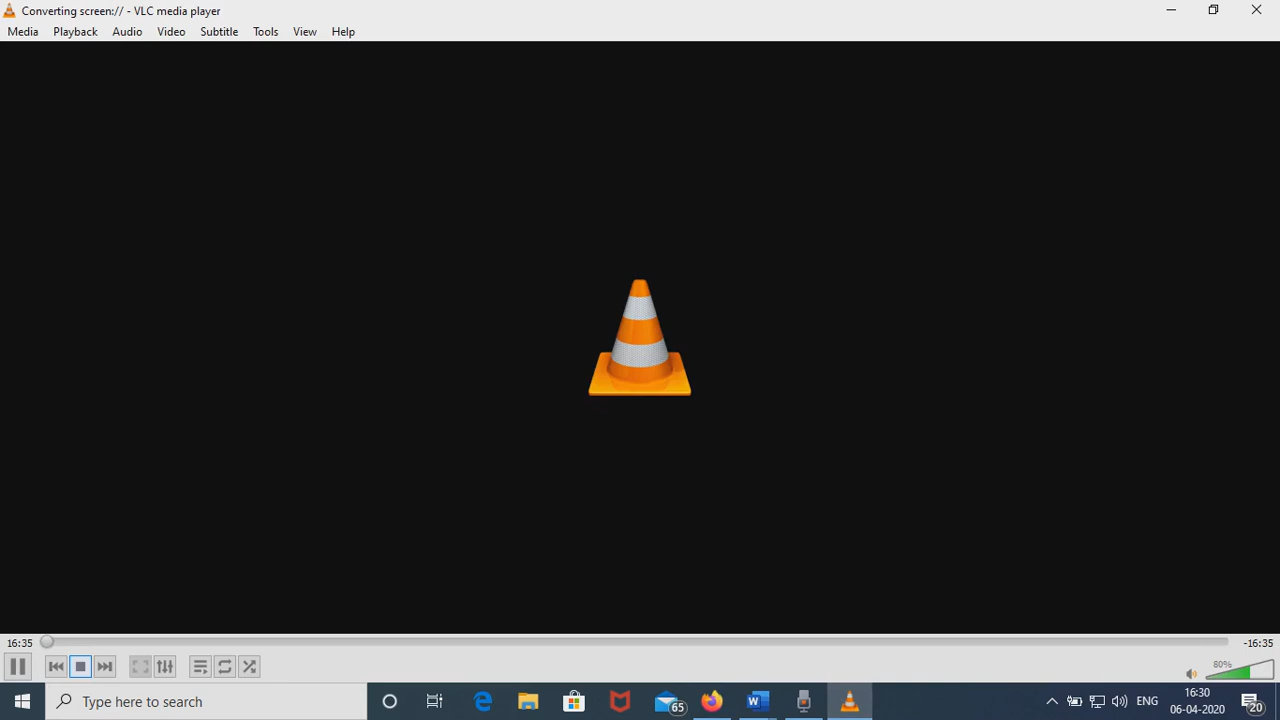 Converting screen:// - VLC media player
Media Playback Audio Video Subtitle Tools View Help
16:35 -16:35
80%
Type here to search
65
ENG
16:30
06-04-2020
20